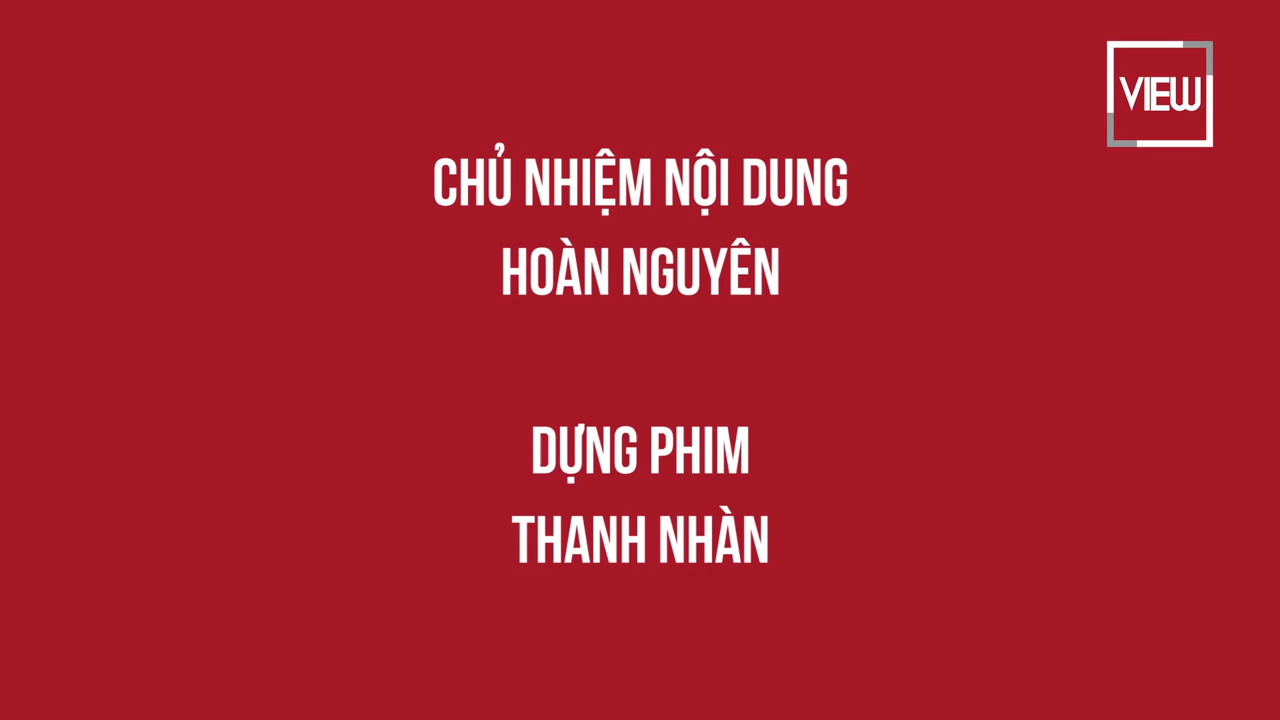 VIEW
CHỦ NHIỆM NỘI DUNG
HOÀN NGUYÊN
DỰNG PHIM
THANH NHÀN